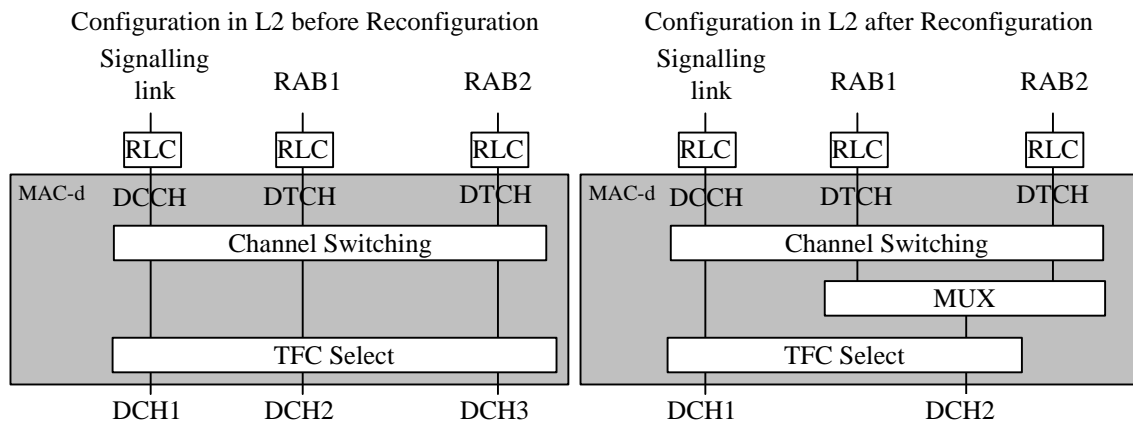 Configuration in L2 before Reconfiguration
Signalling
link
RAB1
RAB2
RLC
RLC
RLC
MAC-d
DCCH
DTCH
DTCH
Channel Switching
TFC Select
DCH1
DCH2
DCH3
Configuration in L2 after Reconfiguration
Signalling
link
RAB1
RAB2
RLC
RLC
RLC
MAC-d
DCCH
DTCH
DTCH
Channel Switching
MUX
TFC Select
DCH1
DCH2